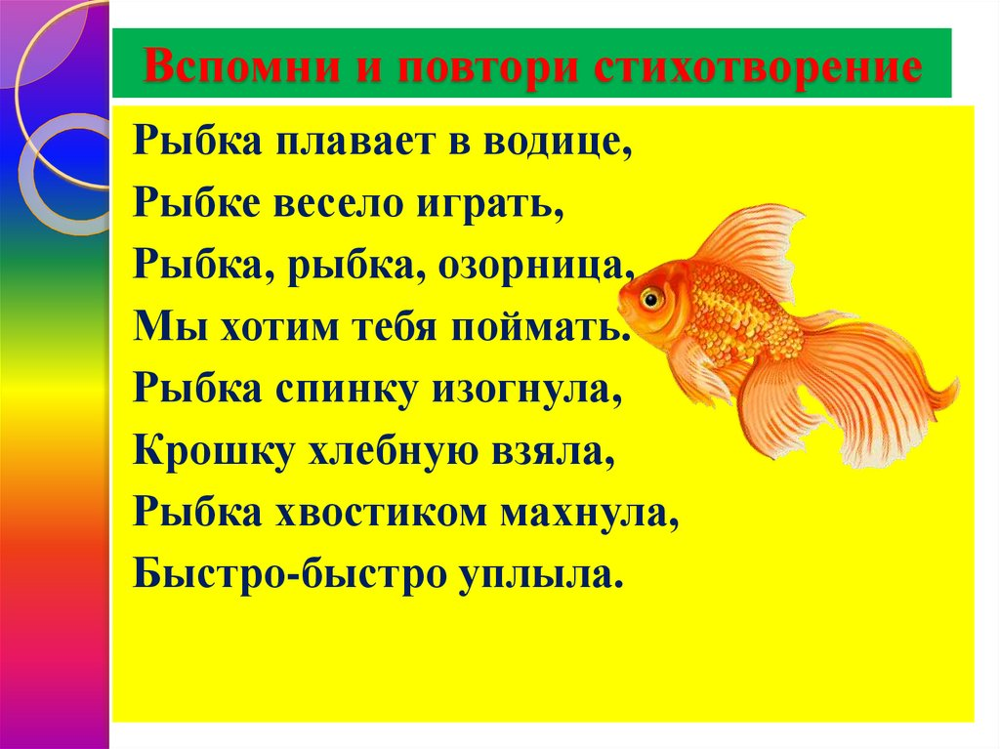 Вспомни и повтори стихотворение
Рыбка плавает в водице,
Рыбке весело играть,
Рыбка, рыбка, озорница,
Мы хотим тебя поймать.
Рыбка спинку изогнула,
Крошку хлебную взяла,
Рыбка хвостиком махнула,
Быстро-быстро уплыла.